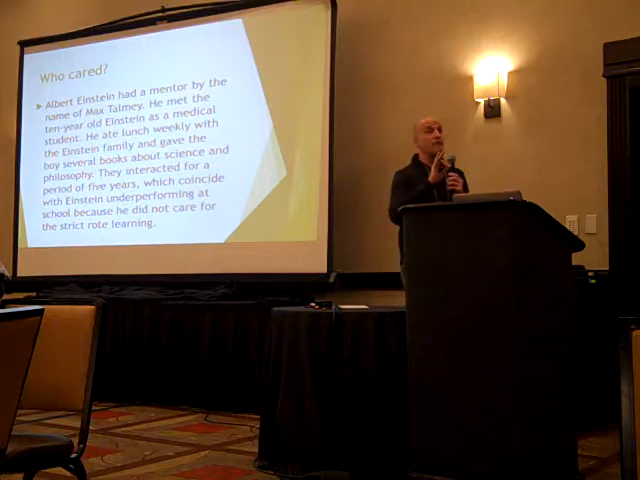 Who cared?
Albert Einstein had a mentor by the
name of Max Talmey. He met the
ten-year old Einstein as a medical
student. He ate lunch weekly with
the Einstein family and gave the
boy several books about science and
philosophy. They interacted for a
period of five years, which coincide
with Einstein underperforming at
school because he did not care for
the strict rote learning.